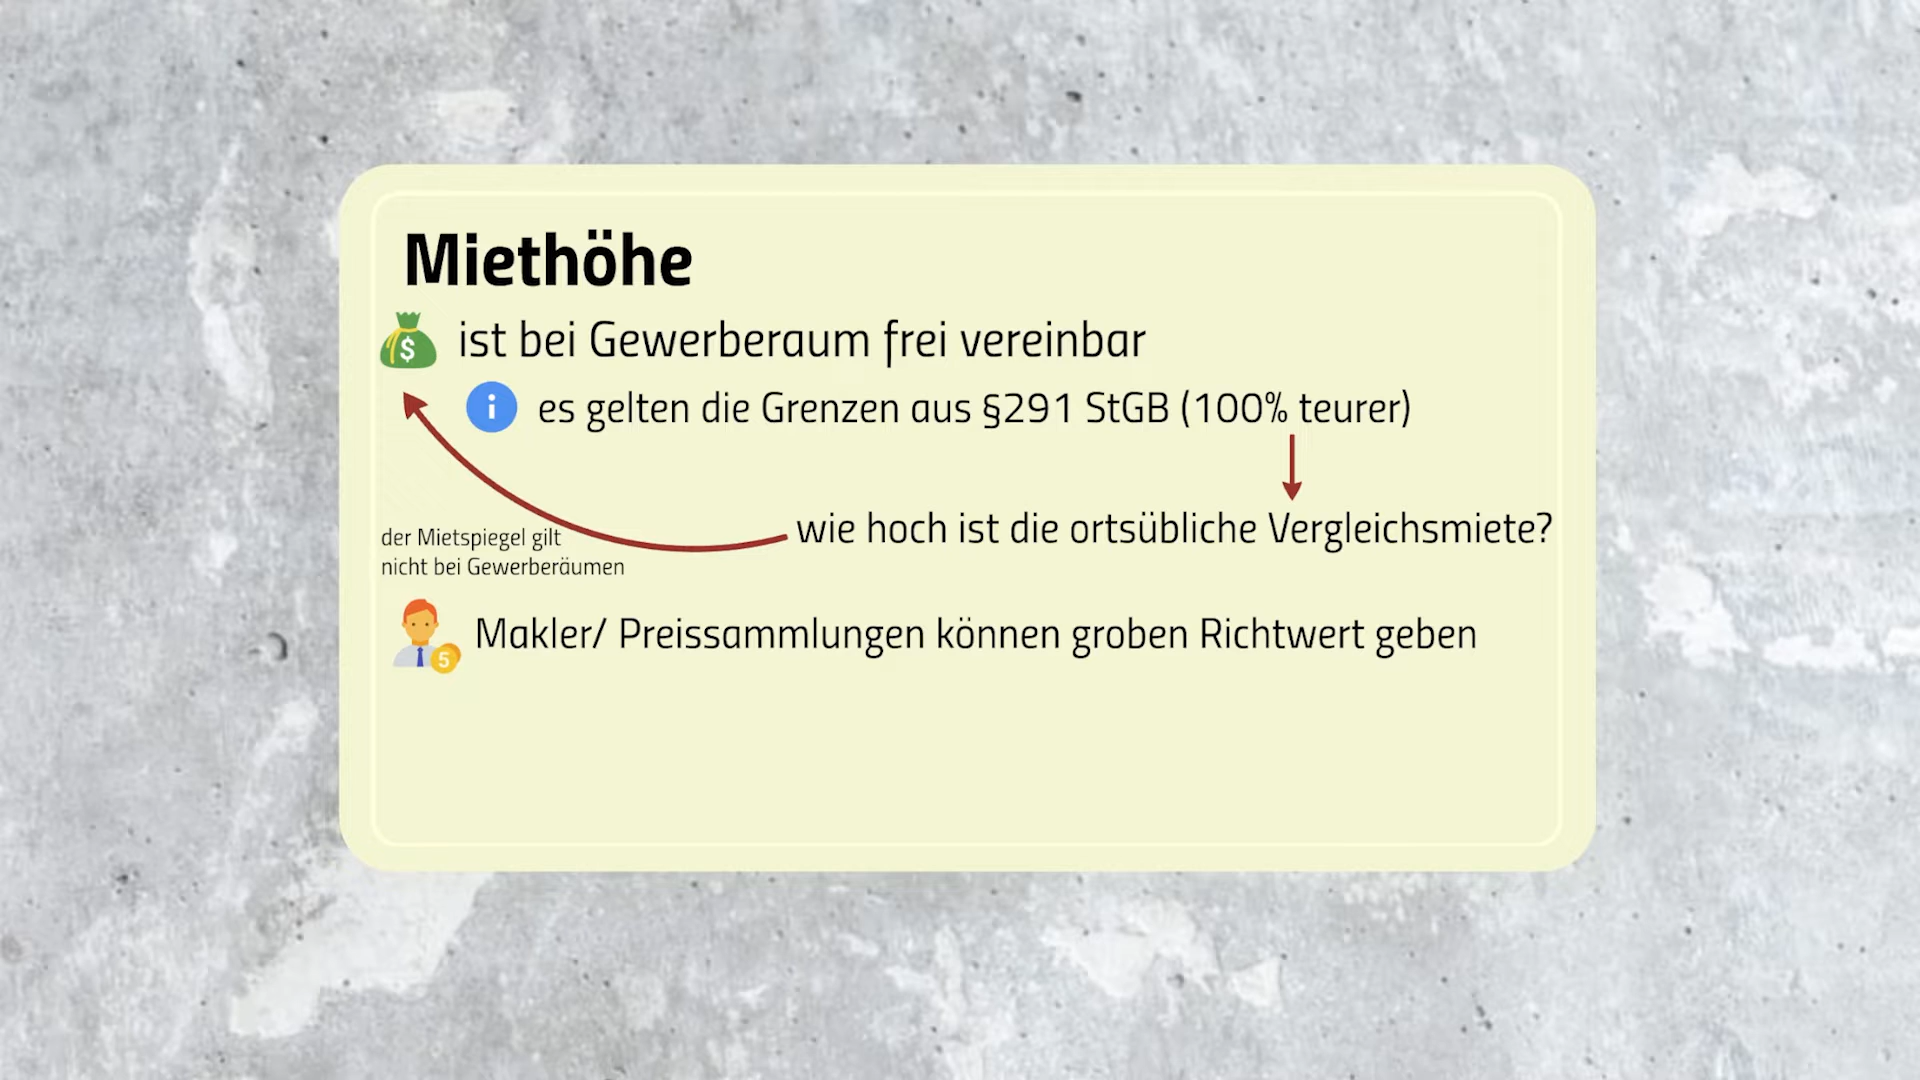 Miethöhe
$ ist bei Gewerberaum frei vereinbar
i es gelten die Grenzen aus §291 StGB (100% teurer)
wie hoch ist die ortsübliche Vergleichsmiete?
der Mietspiegel gilt
nicht bei Gewerberäumen
5 Makler/ Preissammlungen können groben Richtwert geben